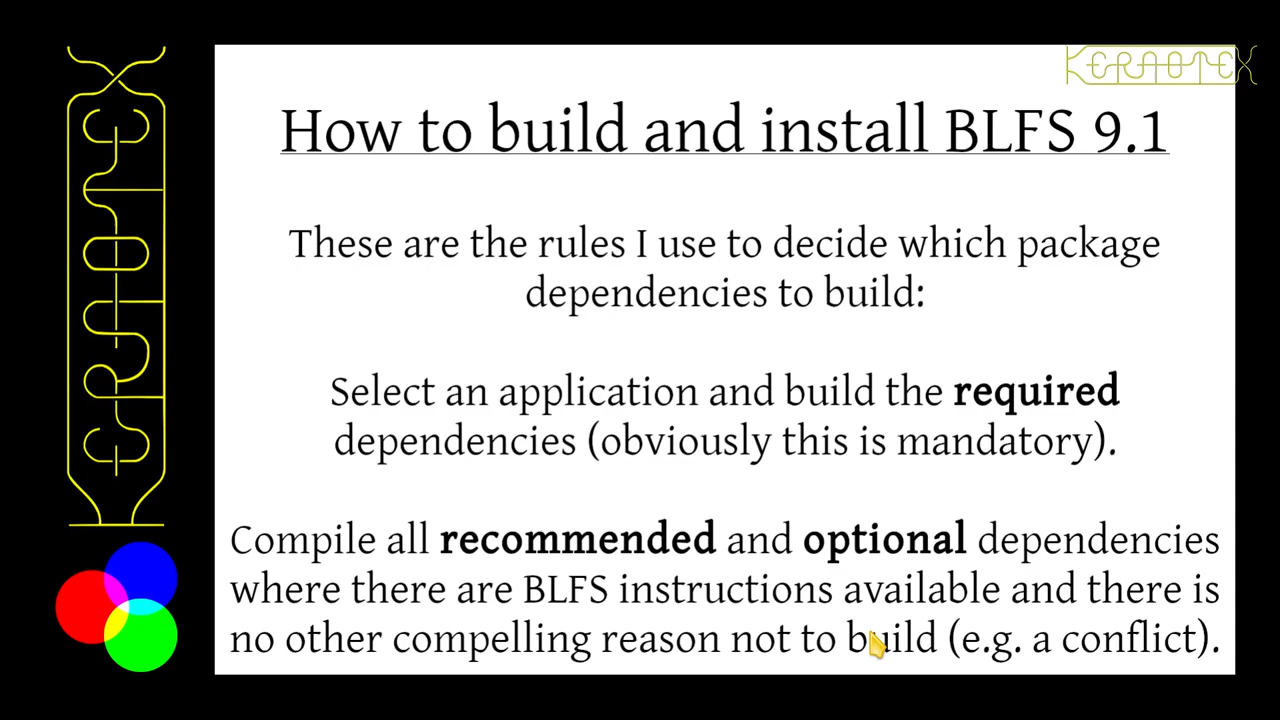 KERAOTEX
How to build and install BLFS 9.1
These are the rules I use to decide which package
dependencies to build:
Select an application and build the required
dependencies (obviously this is mandatory).
Compile all recommended and optional dependencies
where there are BLFS instructions available and there is
no other compelling reason not to build (e.g. a conflict).